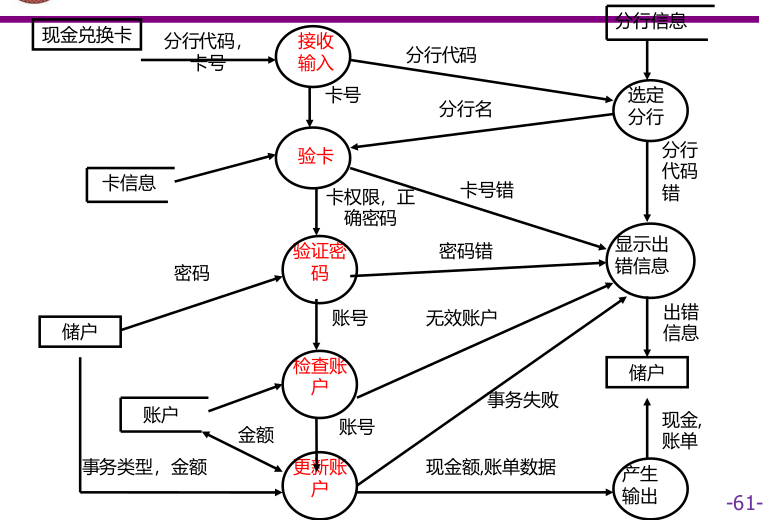 分行信息
现金兑换卡
分行代码,
卡号
接收
输入
分行代码
选定
分行
卡号
分行名
验卡
卡信息
分行
代码
错
卡权限，正
确密码
卡号错
验证密
码
密码错
显示出
错信息
密码
储户
账号
无效账户
出错
信息
检查账
户
储户
账户
事务失败
金额
账号
现金,
账单
事务类型，金额
更新账
户
现金额,账单数据
产生
输出
-61-